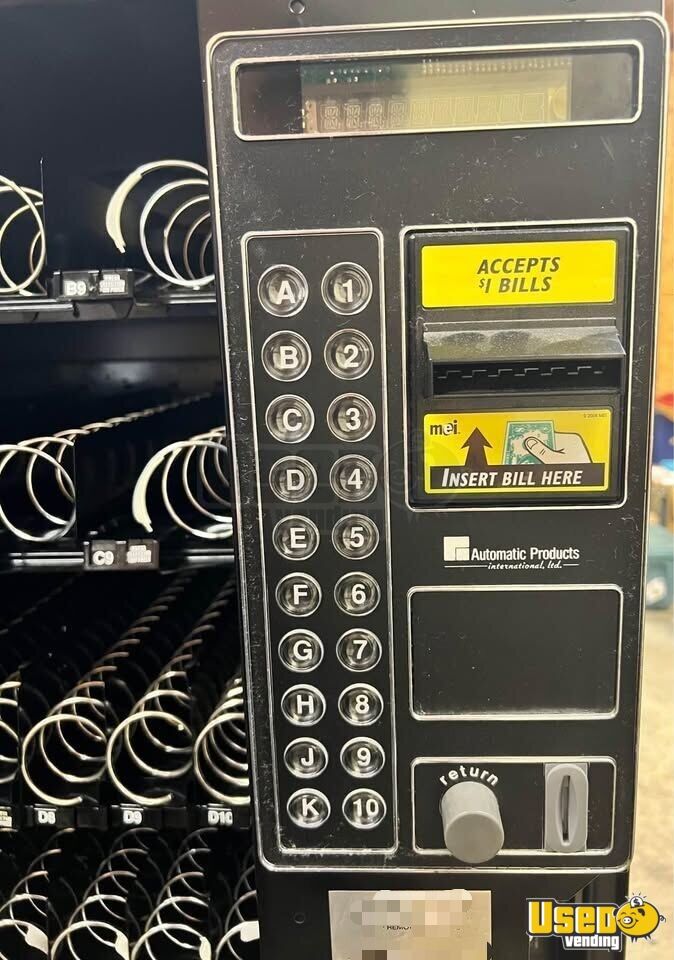 ACCEPTS
$1 BILLS
B9
A 1
B 2
C 3
mei.
INSERT BILL HERE
D 4
E 5
C9
Automatic Products
international, ltd.
F 6
G 7
H 8
J 9
K 10
return
D8
D9
D10
USED
vending